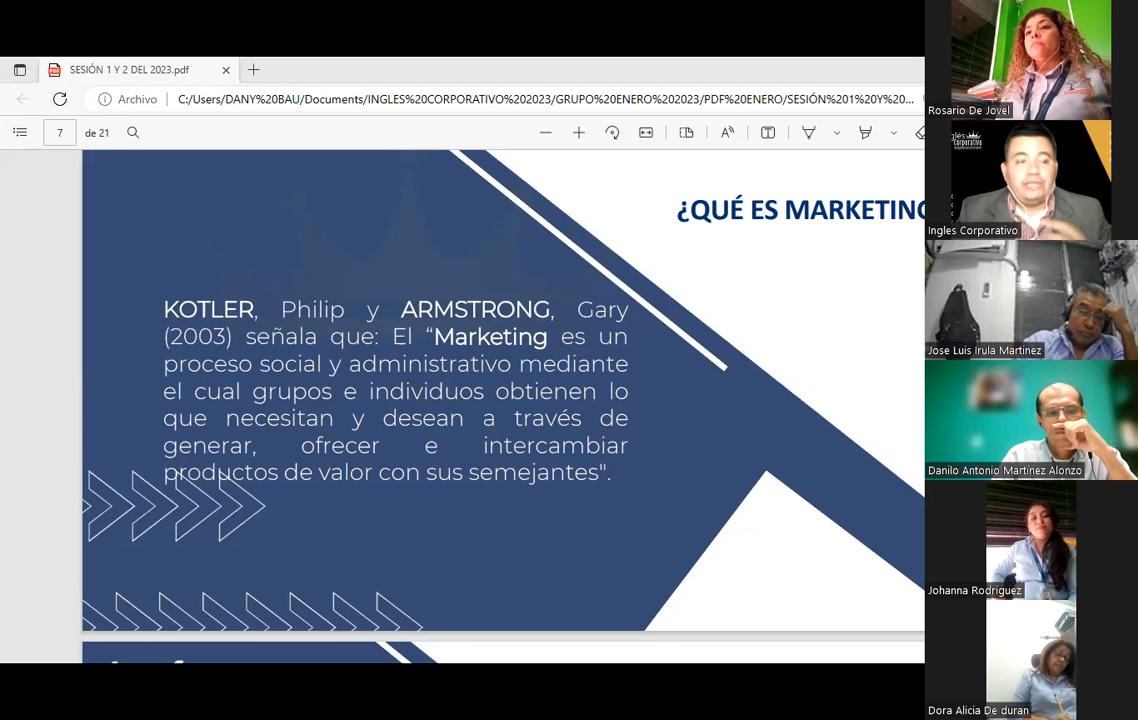 SESIÓN 1 Y 2 DEL 2023.pdf
Archivo
C:/Users/DANY%20BAU/Documents/INGLES%20CORPORATIVO%202023/GRUPO%20ENERO%202023/PDF%20ENERO/SESIÓN%201%20Y%20...
7 de 21
¿QUÉ ES MARKETING
KOTLER, Philip y ARMSTRONG, Gary
(2003) señala que: El “Marketing es un
proceso social y administrativo mediante
el cual grupos e individuos obtienen lo
que necesitan y desean a través de
generar, ofrecer e intercambiar
productos de valor con sus semejantes".
Rosario De Jovel
Ingles Corporativo
Jose Luis Irula Martinez
Danilo Antonio Martínez Alonzo
Johanna Rodriguez
Dora Alicia De duran